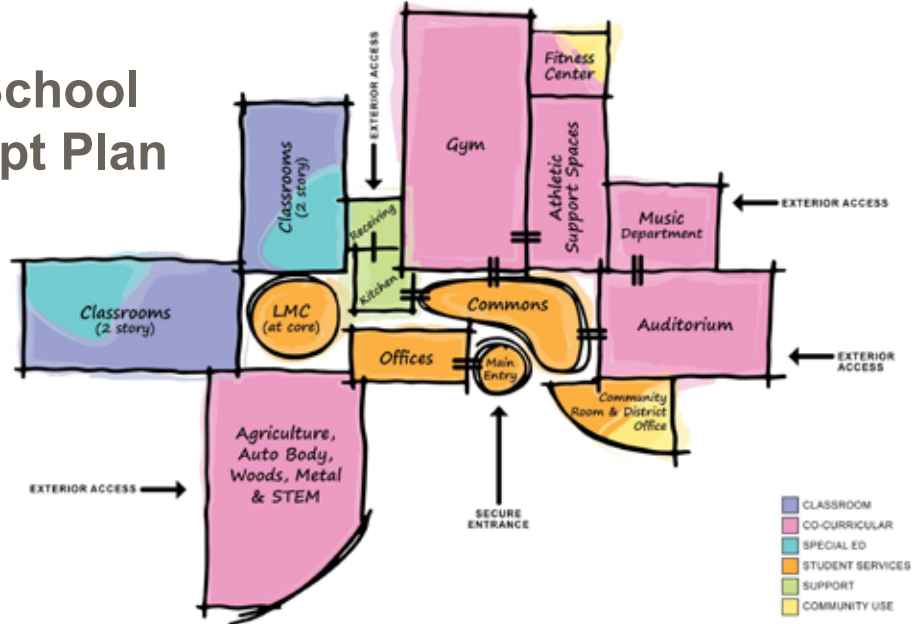 School
pt Plan
EXTERIOR ACCESS
Gym
Fitness
Center
Athletic
Support Spaces
Classrooms
(2 story)
Receiving
Kitchen
Music
Department
EXTERIOR ACCESS
Classrooms
(2 story)
LMC
(at core)
Commons
Auditorium
Offices
Main
Entry
EXTERIOR
ACCESS
Community
Room & District
Office
Agriculture,
Auto Body,
Woods, Metal
& STEM
EXTERIOR ACCESS
SECURE
ENTRANCE
CLASSROOM
CO-CURRICULAR
SPECIAL ED
STUDENT SERVICES
SUPPORT
COMMUNITY USE